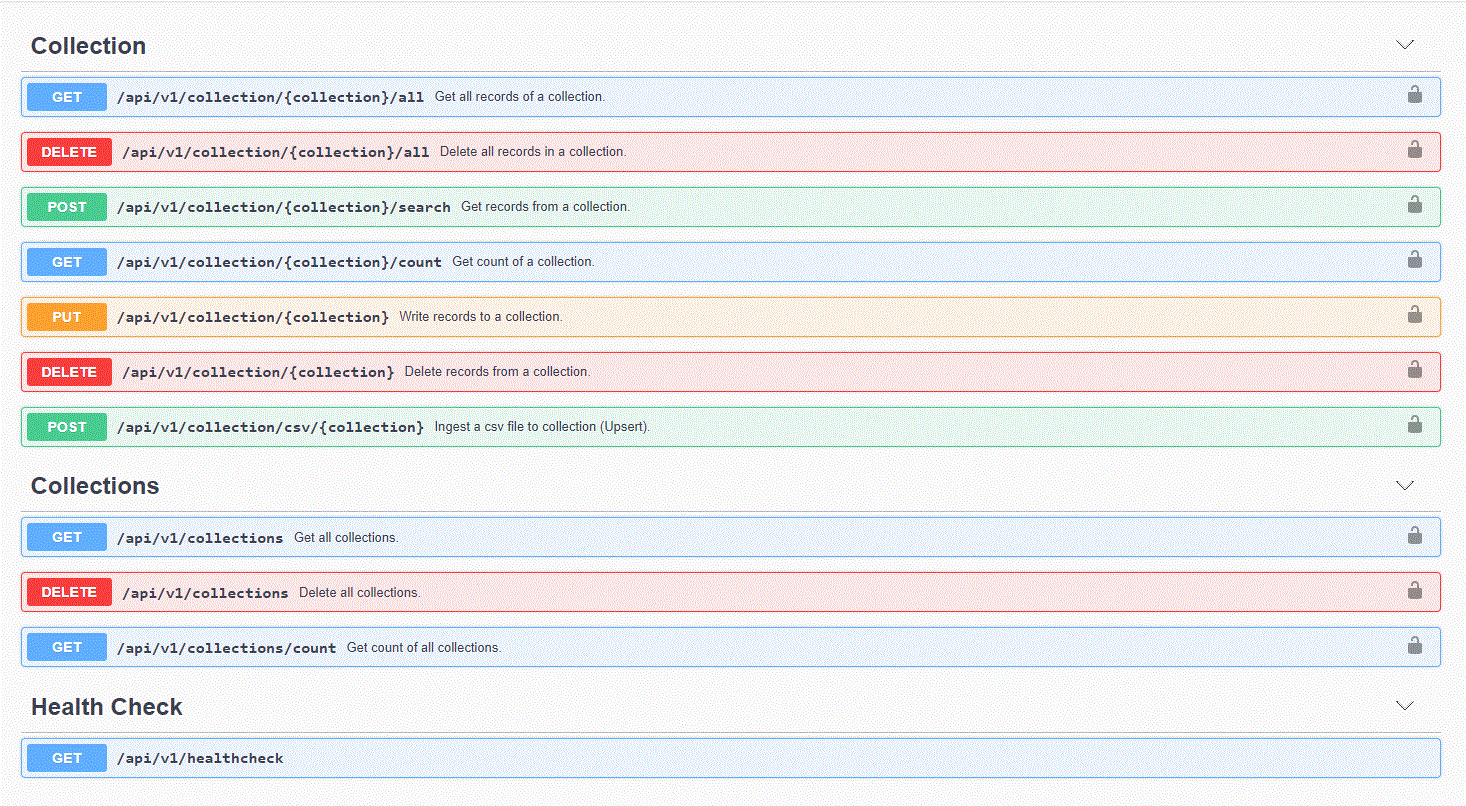 Collection
GET /api/v1/collection/{collection}/all Get all records of a collection.
DELETE /api/v1/collection/{collection}/all Delete all records in a collection.
POST /api/v1/collection/{collection}/search Get records from a collection.
GET /api/v1/collection/{collection}/count Get count of a collection.
PUT /api/v1/collection/{collection} Write records to a collection.
DELETE /api/v1/collection/{collection} Delete records from a collection.
POST /api/v1/collection/csv/{collection} Ingest a csv file to collection (Upsert).
Collections
GET /api/v1/collections Get all collections.
DELETE /api/v1/collections Delete all collections.
GET /api/v1/collections/count Get count of all collections.
Health Check
GET /api/v1/healthcheck